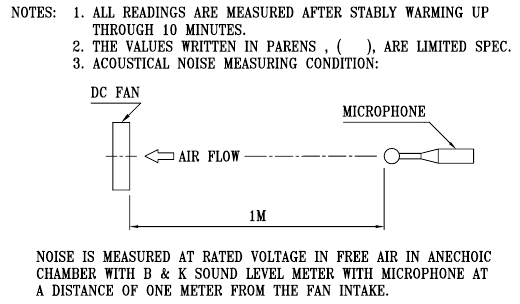 NOTES: 1. ALL READINGS ARE MEASURED AFTER STABLY WARMING UP
THROUGH 10 MINUTES.
2. THE VALUES WRITTEN IN PARENS , ( ), ARE LIMITED SPEC.
3. ACOUSTICAL NOISE MEASURING CONDITION:
DC FAN
MICROPHONE
AIR FLOW
1M
NOISE IS MEASURED AT RATED VOLTAGE IN FREE AIR IN ANECHOIC
CHAMBER WITH B & K SOUND LEVEL METER WITH MICROPHONE AT
A DISTANCE OF ONE METER FROM THE FAN INTAKE.